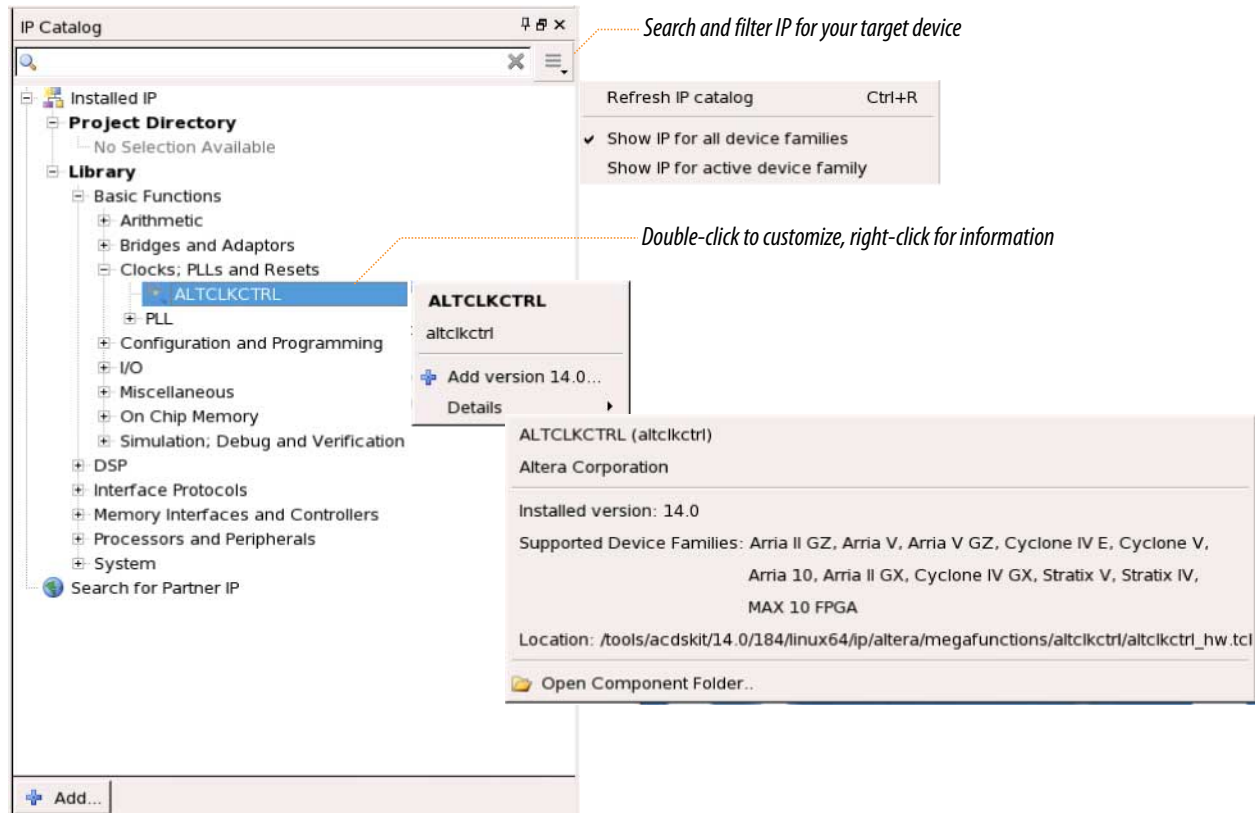 IP Catalog
Search and filter IP for your target device
Installed IP
Project Directory
No Selection Available
Library
Basic Functions
Arithmetic
Bridges and Adaptors
Clocks; PLLs and Resets
ALTCLKCTRL
PLL
Configuration and Programming
I/O
Miscellaneous
On Chip Memory
Simulation; Debug and Verification
DSP
Interface Protocols
Memory Interfaces and Controllers
Processors and Peripherals
System
Search for Partner IP
Add...
Refresh IP catalog Ctrl+R
Show IP for all device families
Show IP for active device family
Double-click to customize, right-click for information
ALTCLKCTRL
altclkctrl
Add version 14.0...
Details
ALTCLKCTRL (altclkctrl)
Altera Corporation
Installed version: 14.0
Supported Device Families: Arria II GZ, Arria V, Arria V GZ, Cyclone IV E, Cyclone V,
Arria 10, Arria II GX, Cyclone IV GX, Stratix V, Stratix IV,
MAX 10 FPGA
Location: /tools/acdskit/14.0/184/linux64/ip/altera/megafunctions/altclkctrl/altclkctrl_hw.tcl
Open Component Folder..